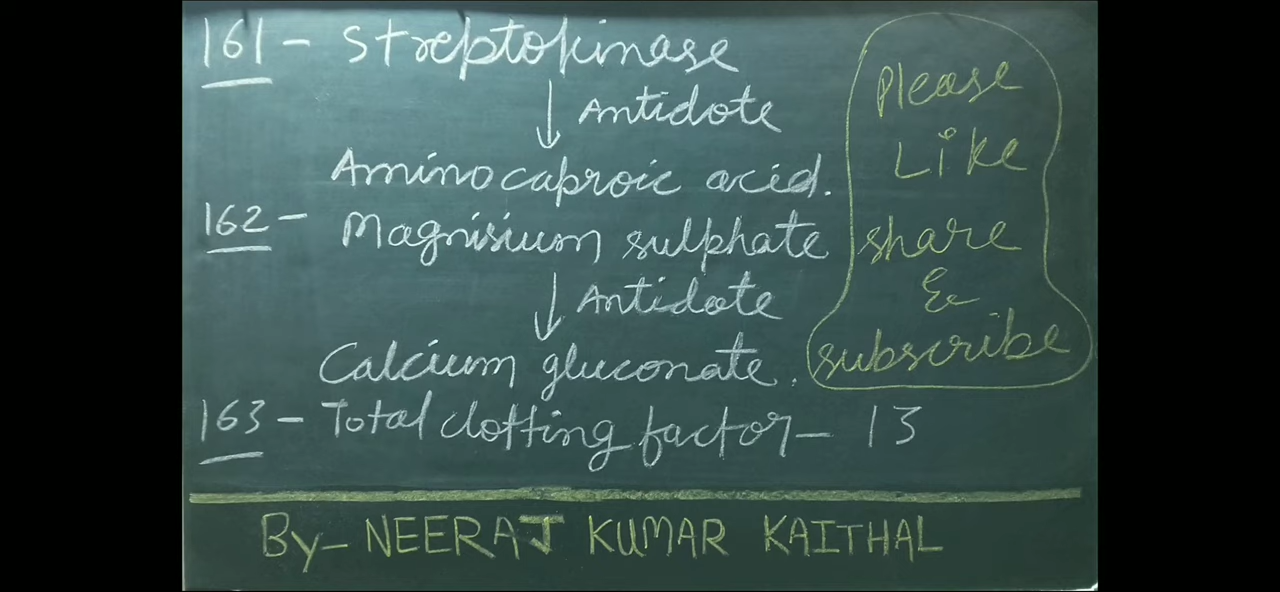 161- Streptokinase
↓ Antidote
Aminocaproic acid.
162- Magnisium sulphate
↓ Antidote
Calcium gluconate.
163- Total clotting factor- 13
Please
Like
share
&
subscribe
By- NEERAJ KUMAR KAITHAL